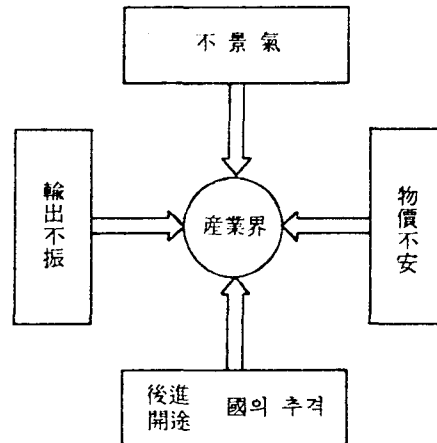 不景氣
輸出不振
産業界
物價不安
後進 國의 추격
開途